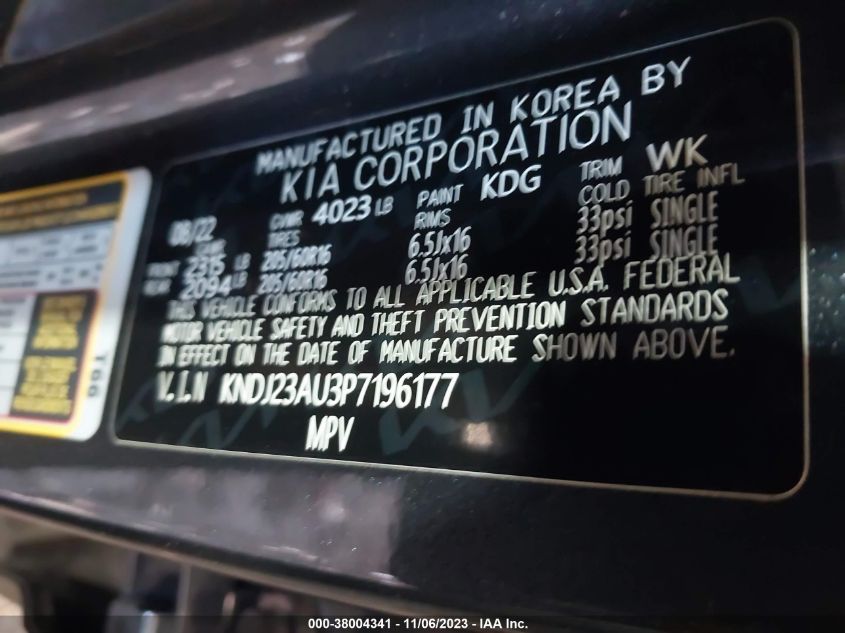 MANUFACTURED IN KOREA BY
KIA CORPORATION
08/22 GVWR 4023 LB PAINT KDG TRIM WK
TIRES RIMS COLD TIRE INFL
FRONT 2315 LB 205/60R16 6.5Jx16 33psi SINGLE
REAR 2094 LB 205/60R16 6.5Jx16 33psi SINGLE
THIS VEHICLE CONFORMS TO ALL APPLICABLE U.S.A. FEDERAL
MOTOR VEHICLE SAFETY AND THEFT PREVENTION STANDARDS
IN EFFECT ON THE DATE OF MANUFACTURE SHOWN ABOVE.
V.I.N KNDJ23AU3P7196177
MPV
000-38004341 - 11/06/2023 - IAA Inc.